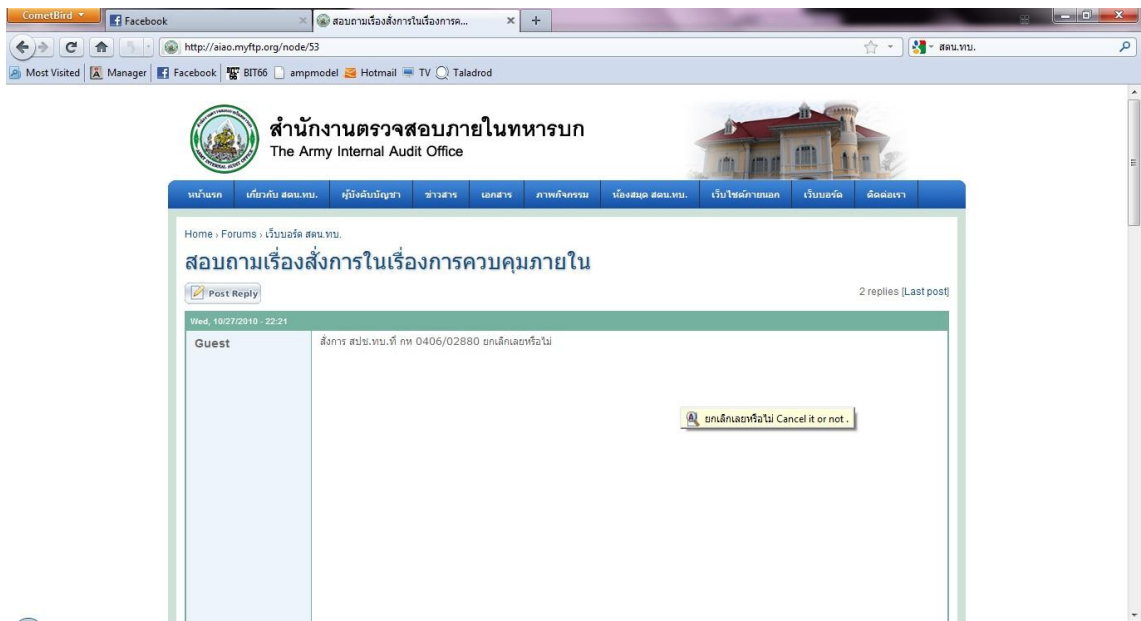 CometBird
Facebook
สอบถามเรื่องสั่งการในเรื่องการค...
http://aiao.myftp.org/node/53
สตน.ทบ.
Most Visited Manager Facebook BIT66 ampmodel Hotmail TV Taladrod
สำนักงานตรวจสอบภายในทหารบก
The Army Internal Audit Office
ARMY INTERNAL AUDIT OFFICE
หน้าแรก เกี่ยวกับ สตน.ทบ. ผู้บังคับบัญชา ข่าวสาร เอกสาร ภาพกิจกรรม ห้องสมุด สตน.ทบ. เว็บไซต์ภายนอก เว็บบอร์ด ติดต่อเรา
Home › Forums › เว็บบอร์ด สตน.ทบ.
สอบถามเรื่องสั่งการในเรื่องการควบคุมภายใน
Post Reply
2 replies [Last post]
Wed, 10/27/2010 - 22:21
Guest
สั่งการ สปช.ทบ.ที่ กห 0406/02880 ยกเลิกเลยหรือไม่
ยกเลิกเลยหรือไม่ Cancel it or not .